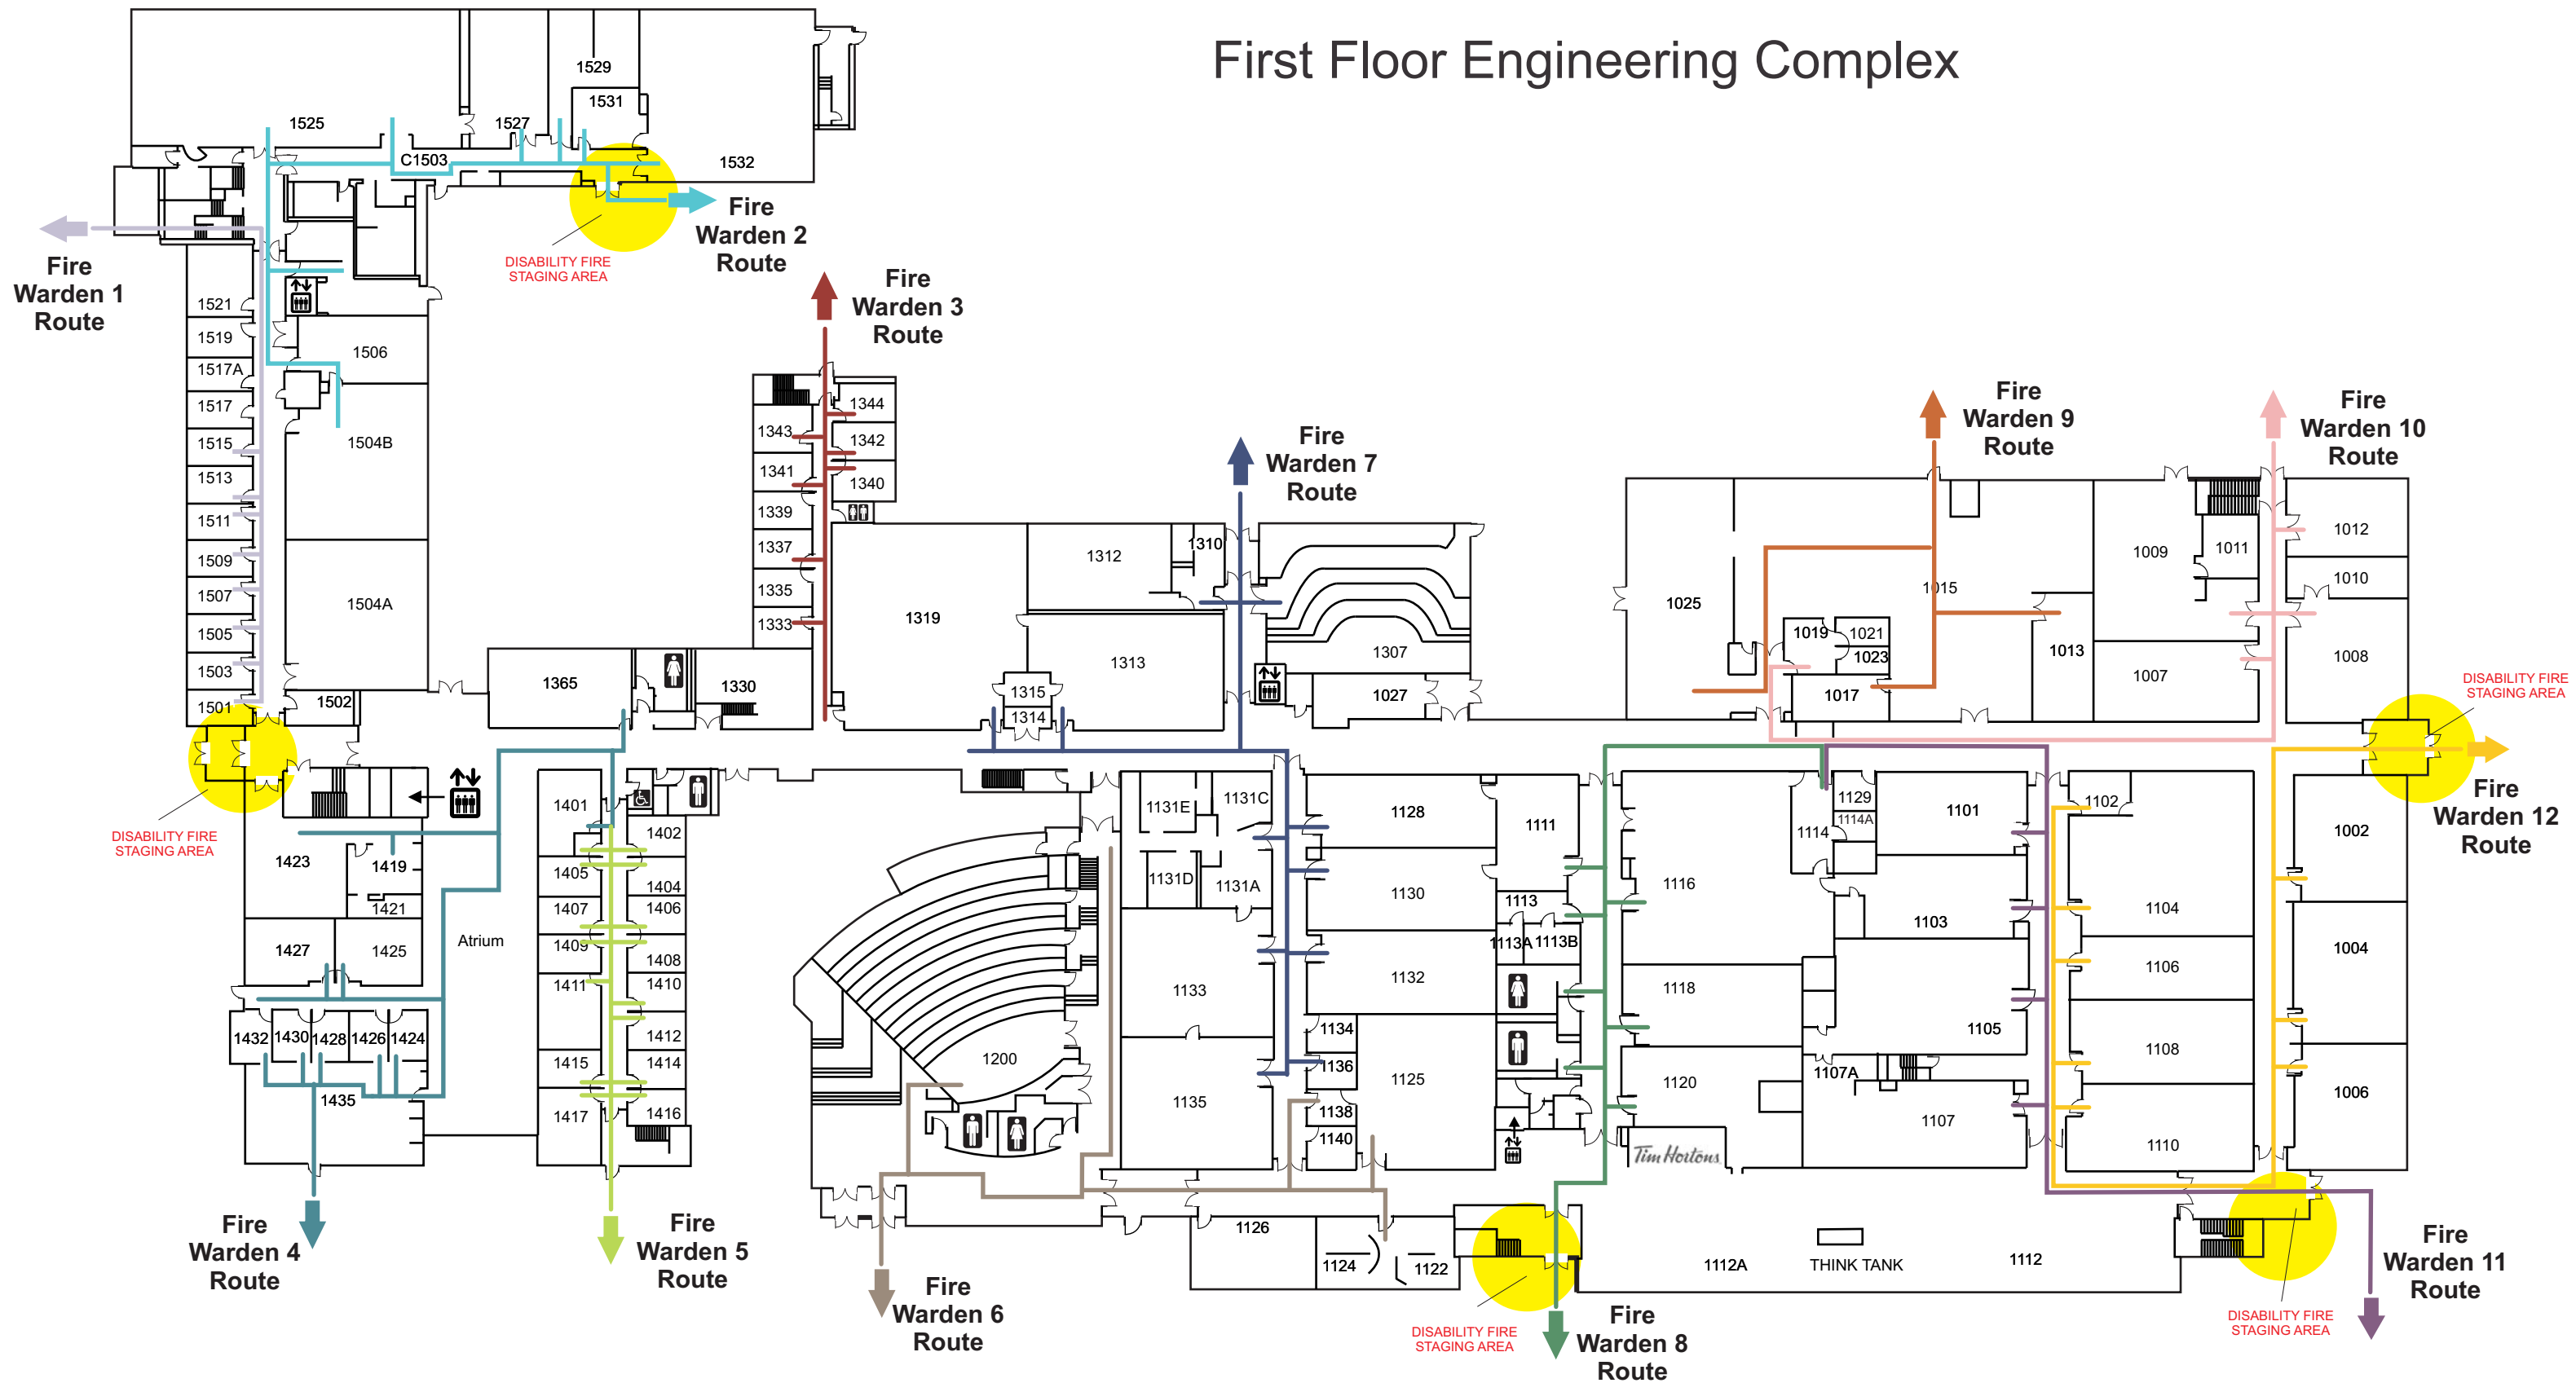 First Floor Engineering Complex
1529
1531
1525
1527
C1503
1532
Fire
Warden 2
Route
DISABILITY FIRE
STAGING AREA
Fire
Warden 1
Route
Fire
Warden 3
Route
1521
1519
1517A
1517
1515
1513
1511
1509
1507
1505
1503
1501
1506
1504B
1504A
1502
DISABILITY FIRE
STAGING AREA
1343
1341
1339
1337
1335
1333
1344
1342
1340
1365
1330
1319
1312
1310
1313
1315
1314
Fire
Warden 7
Route
1307
1027
Fire
Warden 9
Route
Fire
Warden 10
Route
1025
1015
1019
1021
1023
1017
1013
1009
1011
1007
1012
1010
1008
DISABILITY FIRE
STAGING AREA
Fire
Warden 12
Route
1423
1419
1421
1427
1425
Atrium
1432
1430
1428
1426
1424
1435
Fire
Warden 4
Route
1401
1405
1407
1409
1411
1415
1417
1402
1404
1406
1408
1410
1412
1414
1416
Fire
Warden 5
Route
1200
Fire
Warden 6
Route
1131E
1131C
1131D
1131A
1133
1135
1128
1130
1132
1134
1136
1138
1140
1125
1111
1113
1113A
1113B
1126
1124
1122
DISABILITY FIRE
STAGING AREA
Fire
Warden 8
Route
1116
1118
1120
Tim Hortons
1114
1129
1114A
1101
1103
1105
1107A
1107
1112A
THINK TANK
1112
1102
1104
1106
1108
1110
1002
1004
1006
DISABILITY FIRE
STAGING AREA
Fire
Warden 11
Route